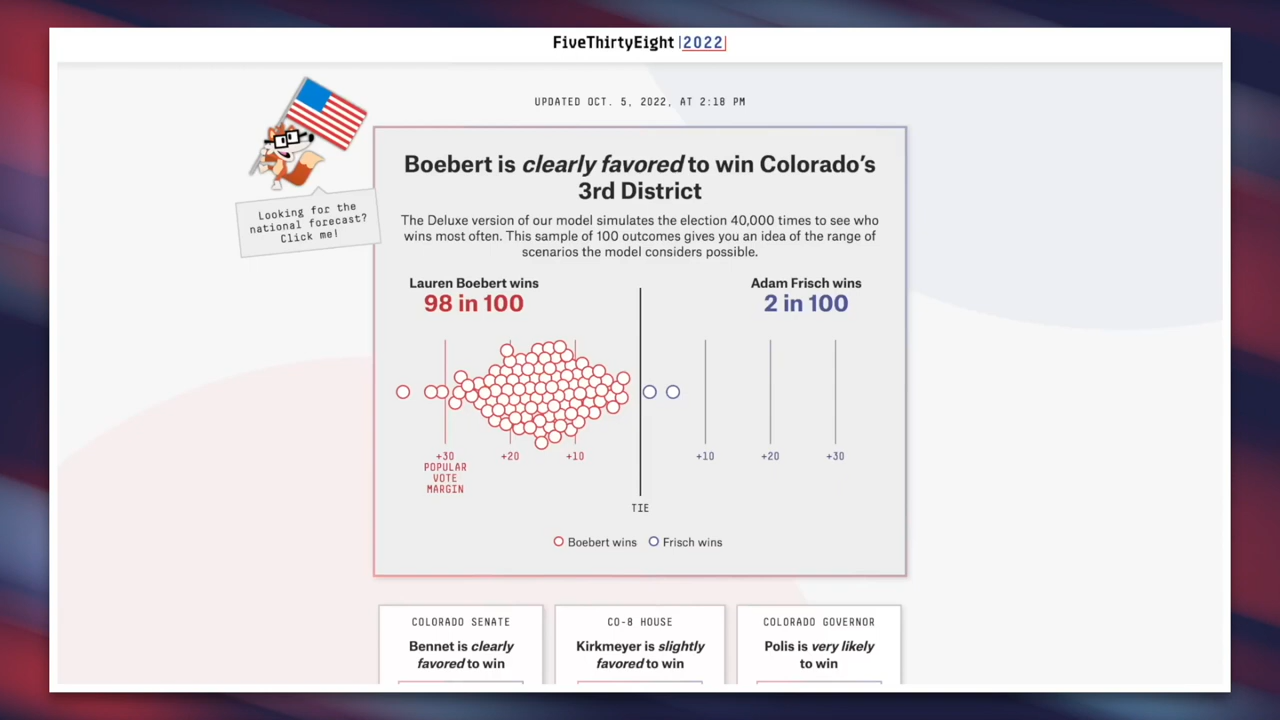 FiveThirtyEight |2022|
UPDATED OCT. 5, 2022, AT 2:18 PM
Looking for the
national forecast?
Click me!
Boebert is clearly favored to win Colorado’s
3rd District
The Deluxe version of our model simulates the election 40,000 times to see who
wins most often. This sample of 100 outcomes gives you an idea of the range of
scenarios the model considers possible.
Lauren Boebert wins
98 in 100
Adam Frisch wins
2 in 100
+30 +20 +10 +10 +20 +30
POPULAR
VOTE
MARGIN
TIE
Boebert wins Frisch wins
COLORADO SENATE
Bennet is clearly
favored to win
CO-8 HOUSE
Kirkmeyer is slightly
favored to win
COLORADO GOVERNOR
Polis is very likely
to win